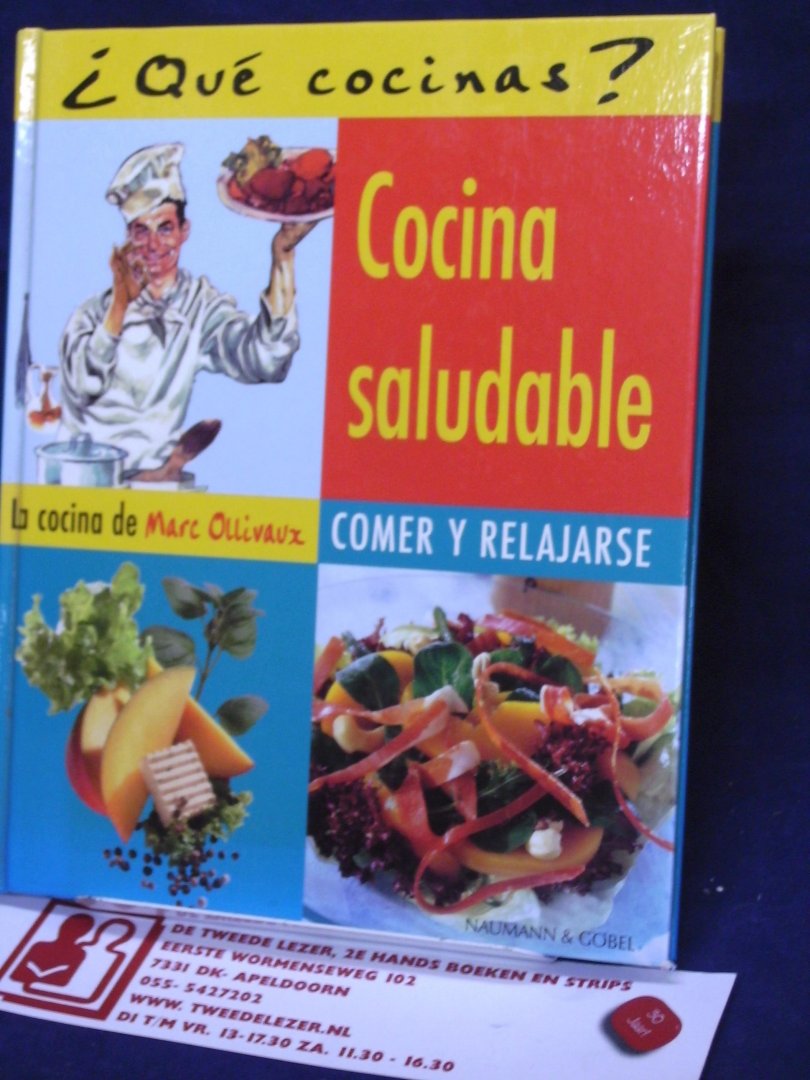 ¿Qué cocinas?
Cocina
saludable
La cocina de Marc Ollivaux
COMER Y RELAJARSE
NAUMANN & GÖBEL
DE TWEEDE LEZER, 2E HANDS BOEKEN EN STRIPS
EERSTE WORMENSEWEG 102
7331 DK- APELDOORN
055- 5427202
WWW. TWEEDELEZER.NL
DI T/M VR. 13-17.30 ZA. 11.30 - 16.30
30
Jaar!